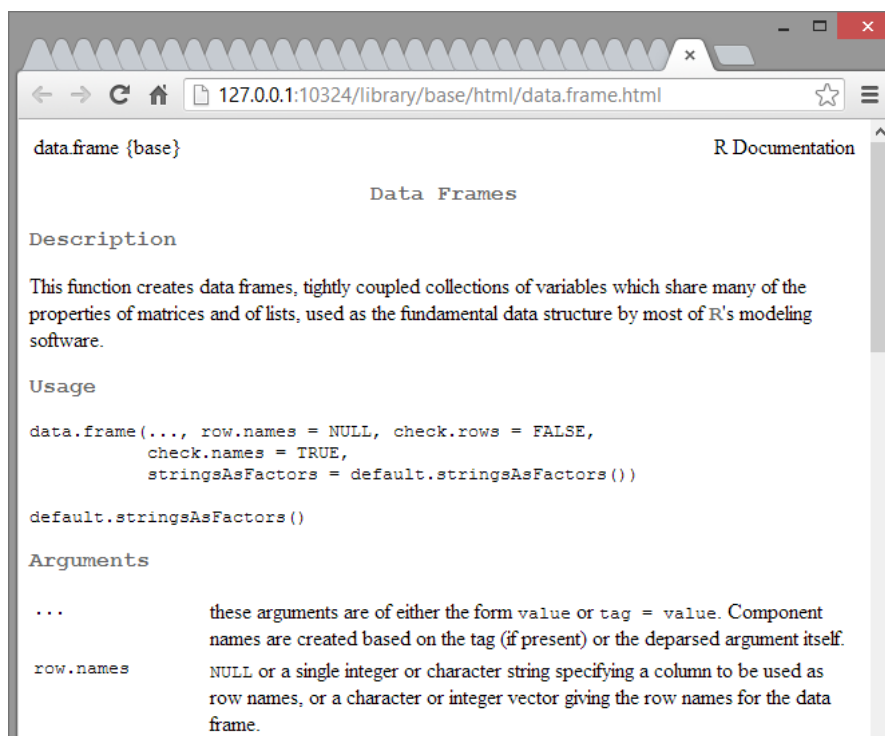 127.0.0.1:10324/library/base/html/data.frame.html
data.frame {base} R Documentation
Data Frames
Description
This function creates data frames, tightly coupled collections of variables which share many of the
properties of matrices and of lists, used as the fundamental data structure by most of R's modeling
software.
Usage
data.frame(..., row.names = NULL, check.rows = FALSE,
           check.names = TRUE,
           stringsAsFactors = default.stringsAsFactors())
default.stringsAsFactors()
Arguments
... these arguments are of either the form value or tag = value. Component
names are created based on the tag (if present) or the deparsed argument itself.
row.names NULL or a single integer or character string specifying a column to be used as
row names, or a character or integer vector giving the row names for the data
frame.